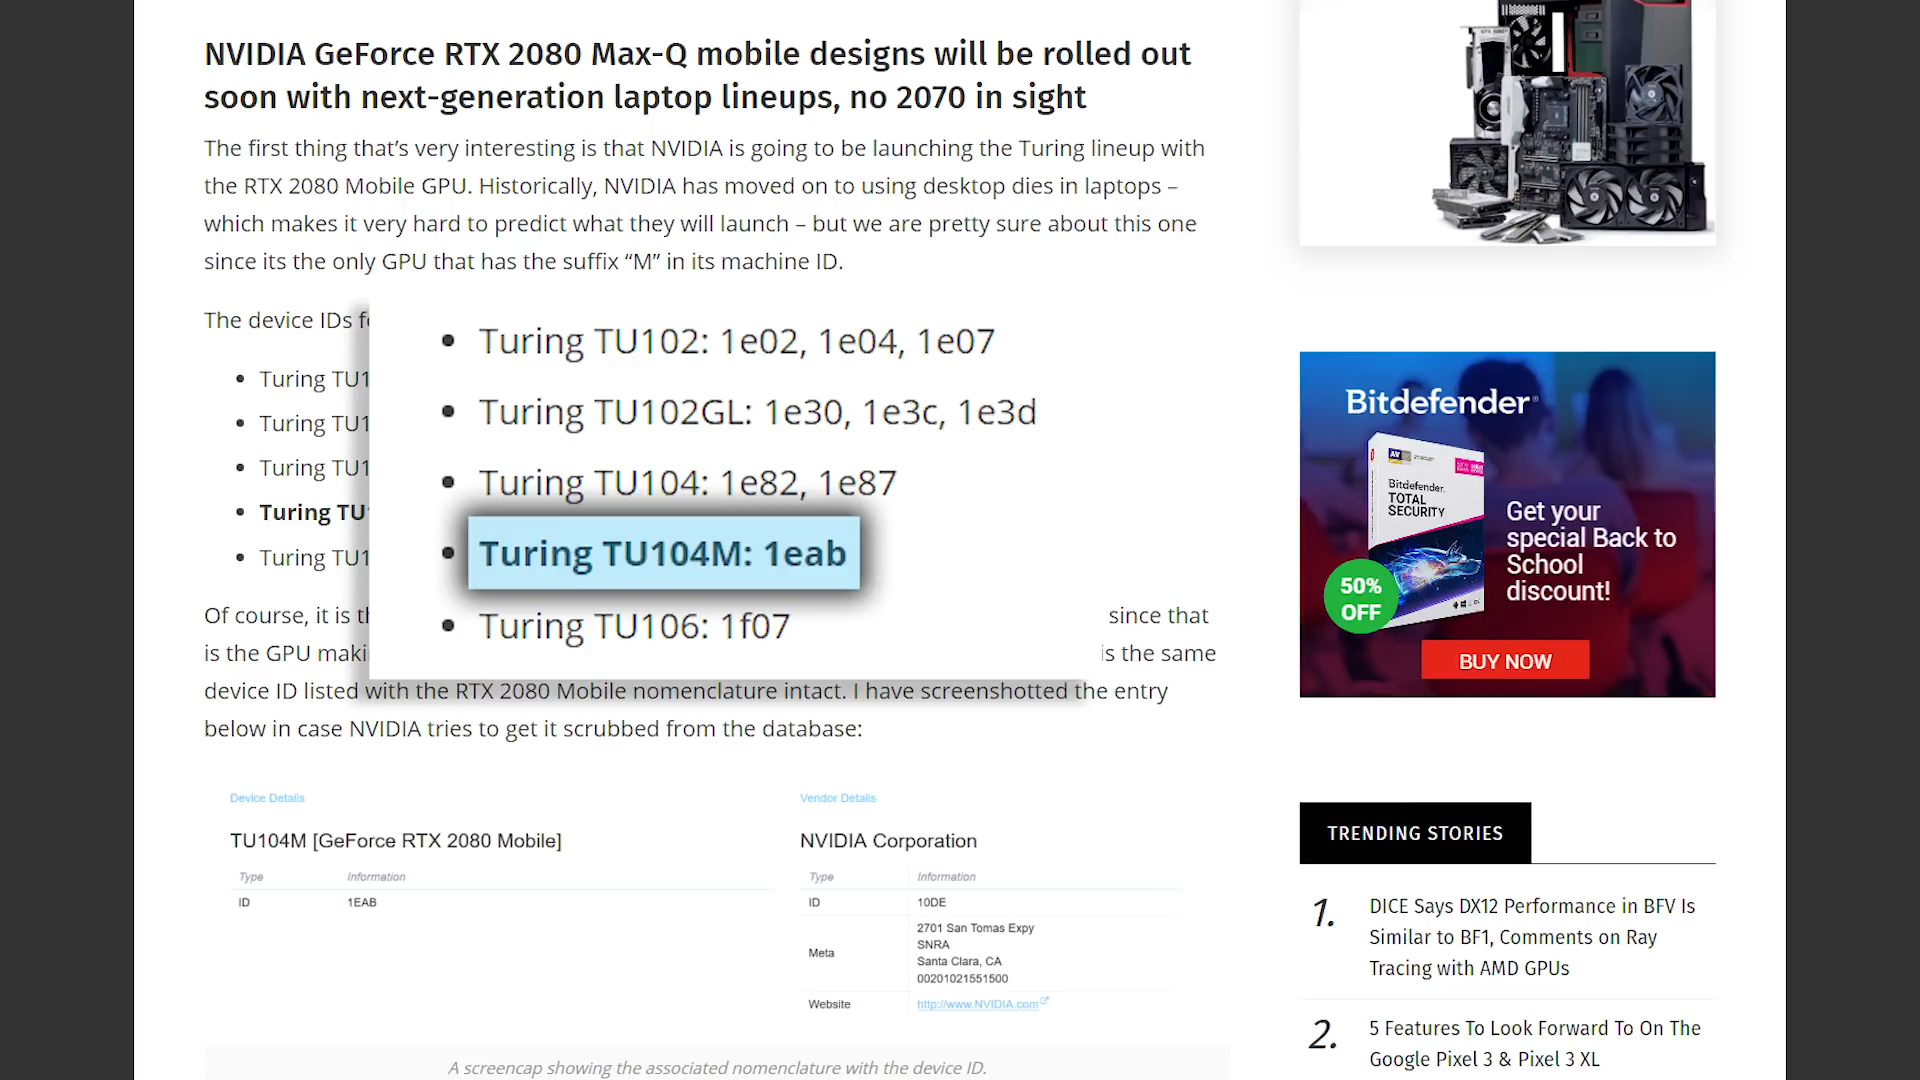 NVIDIA GeForce RTX 2080 Max-Q mobile designs will be rolled out
soon with next-generation laptop lineups, no 2070 in sight
The first thing that’s very interesting is that NVIDIA is going to be launching the Turing lineup with
the RTX 2080 Mobile GPU. Historically, NVIDIA has moved on to using desktop dies in laptops –
which makes it very hard to predict what they will launch – but we are pretty sure about this one
since its the only GPU that has the suffix “M” in its machine ID.
The device IDs
Turing TU1
Turing TU1
Turing TU1
Turing TU
Turing TU1
• Turing TU102: 1e02, 1e04, 1e07
• Turing TU102GL: 1e30, 1e3c, 1e3d
• Turing TU104: 1e82, 1e87
• Turing TU104M: 1eab
• Turing TU106: 1f07
Of course, it is since that
is the GPU is the same
device ID listed with the RTX 2080 Mobile nomenclature intact. I have screenshotted the entry
below in case NVIDIA tries to get it scrubbed from the database:
Device Details
TU104M [GeForce RTX 2080 Mobile]
Type Information
ID 1EAB
Vendor Details
NVIDIA Corporation
Type Information
ID 10DE
Meta
2701 San Tomas Expy
SNRA
Santa Clara, CA
00201021551500
Website http://www.NVIDIA.com
A screencap showing the associated nomenclature with the device ID.
Bitdefender
Bitdefender
TOTAL
SECURITY
50%
OFF
Get your
special Back to
School
discount!
BUY NOW
TRENDING STORIES
1. DICE Says DX12 Performance in BFV Is
Similar to BF1, Comments on Ray
Tracing with AMD GPUs
2. 5 Features To Look Forward To On The
Google Pixel 3 & Pixel 3 XL